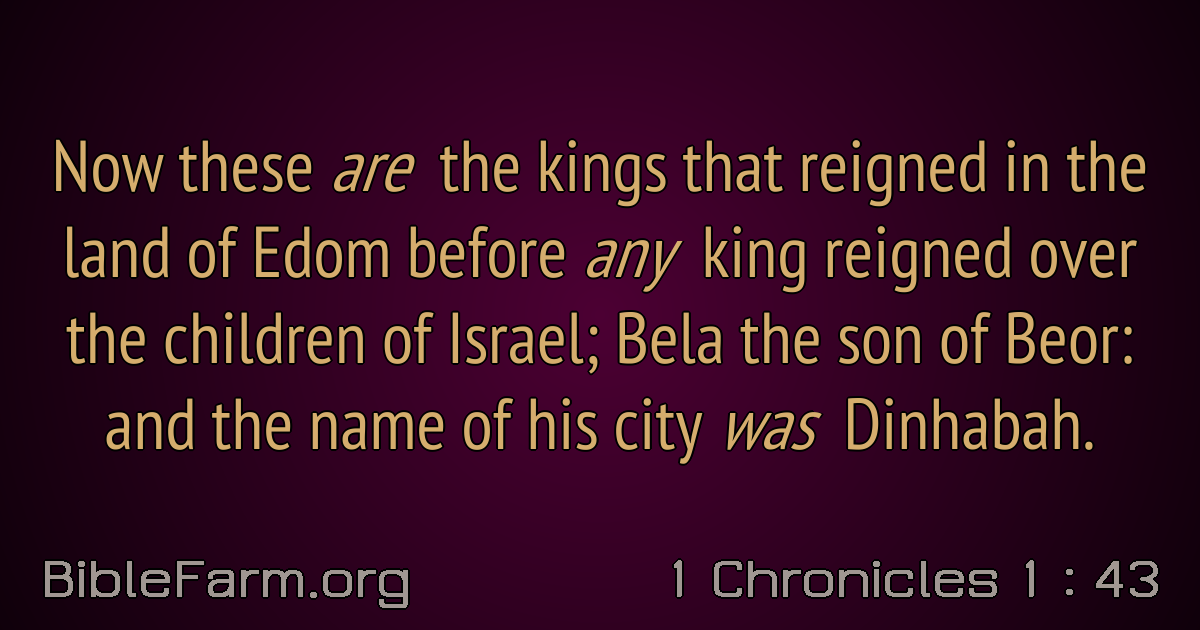 Now these are the kings that reigned in the
land of Edom before any king reigned over
the children of Israel; Bela the son of Beor:
and the name of his city was Dinhabah.
BibleFarm.org
1 Chronicles 1 : 43